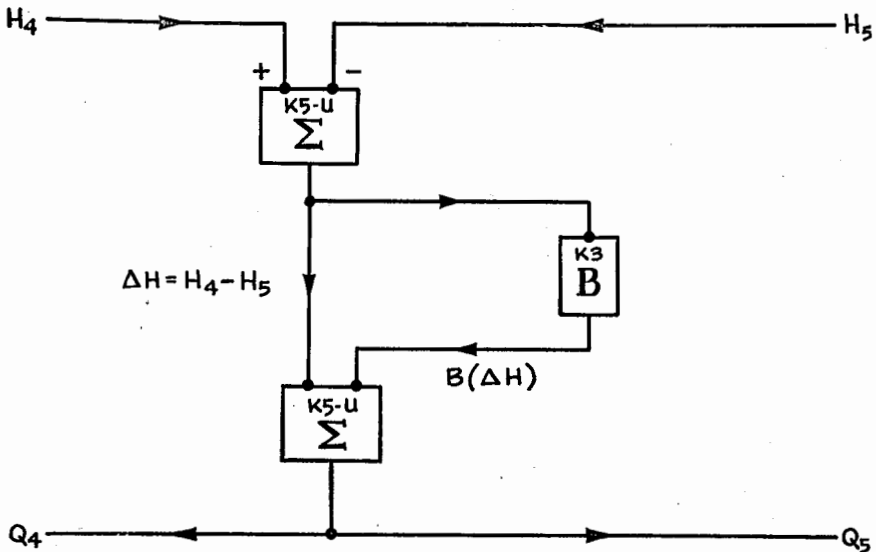 H₄ H₅
+ −
K5-U
Σ
K3
B
ΔH = H₄ − H₅
B(ΔH)
K5-U
Σ
Q₄ Q₅